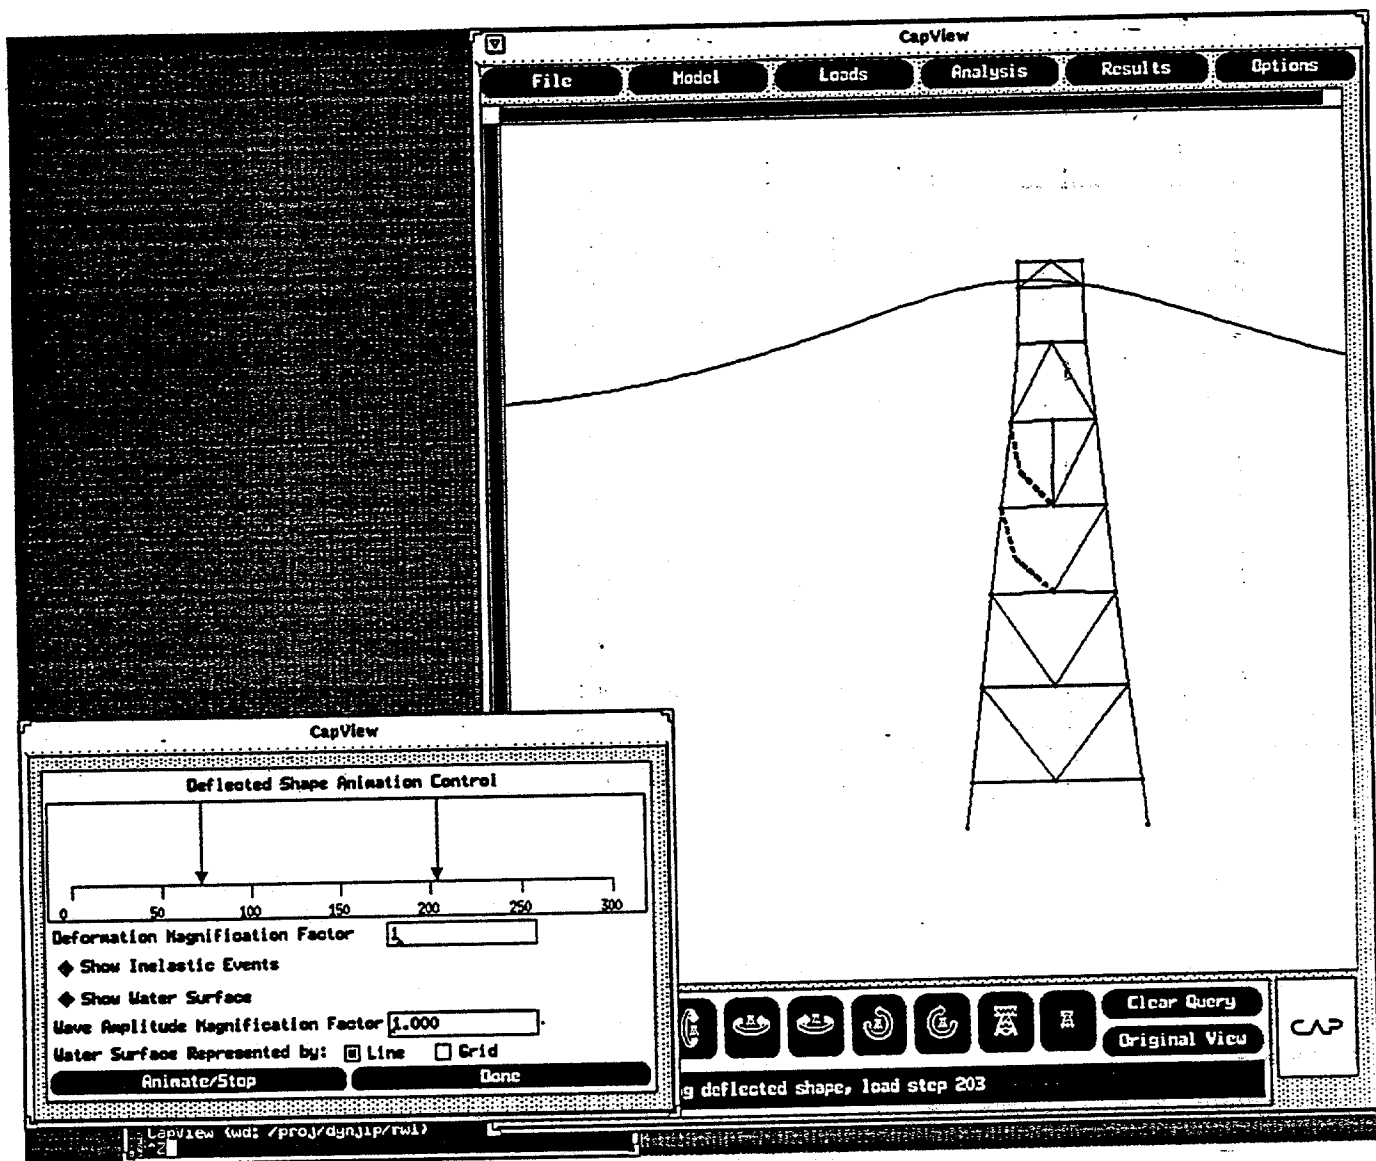 CapView
File Model Loads Analysis Results Options
CapView
Deflected Shape Animation Control
0 50 100 150 200 250 300
Deformation Magnification Factor 1
Show Inelastic Events
Show Water Surface
Wave Amplitude Magnification Factor 1.000
Water Surface Represented by: Line Grid
Animate/Stop Done
Clear Query
Original View
CAP
g deflected shape, load step 203
CapView (wd: /proj/dynjip/rw1)
^Z